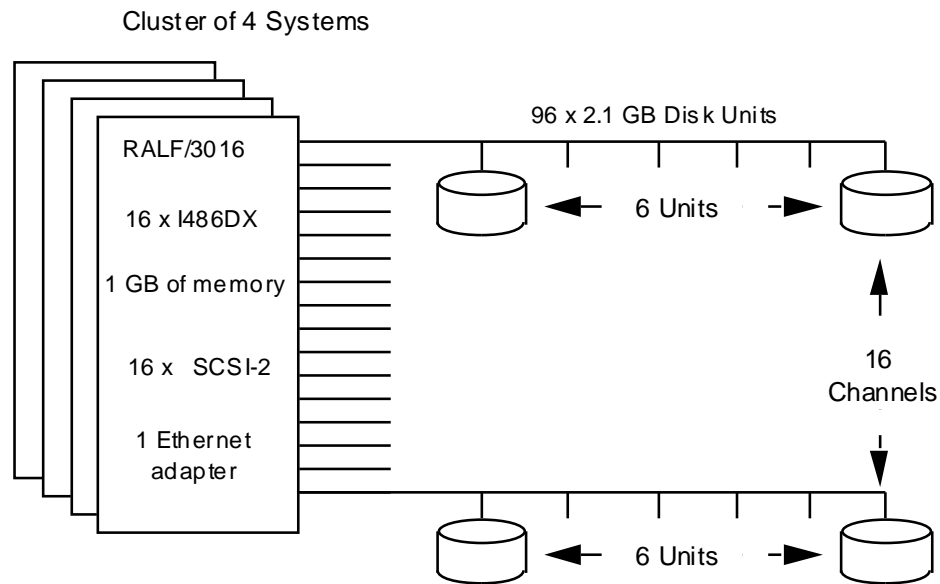 Cluster of 4 Systems
96 x 2.1 GB Disk Units
RALF/3016
16 x I486DX
1 GB of memory
16 x SCSI-2
1 Ethernet
adapter
6 Units
16
Channels
6 Units